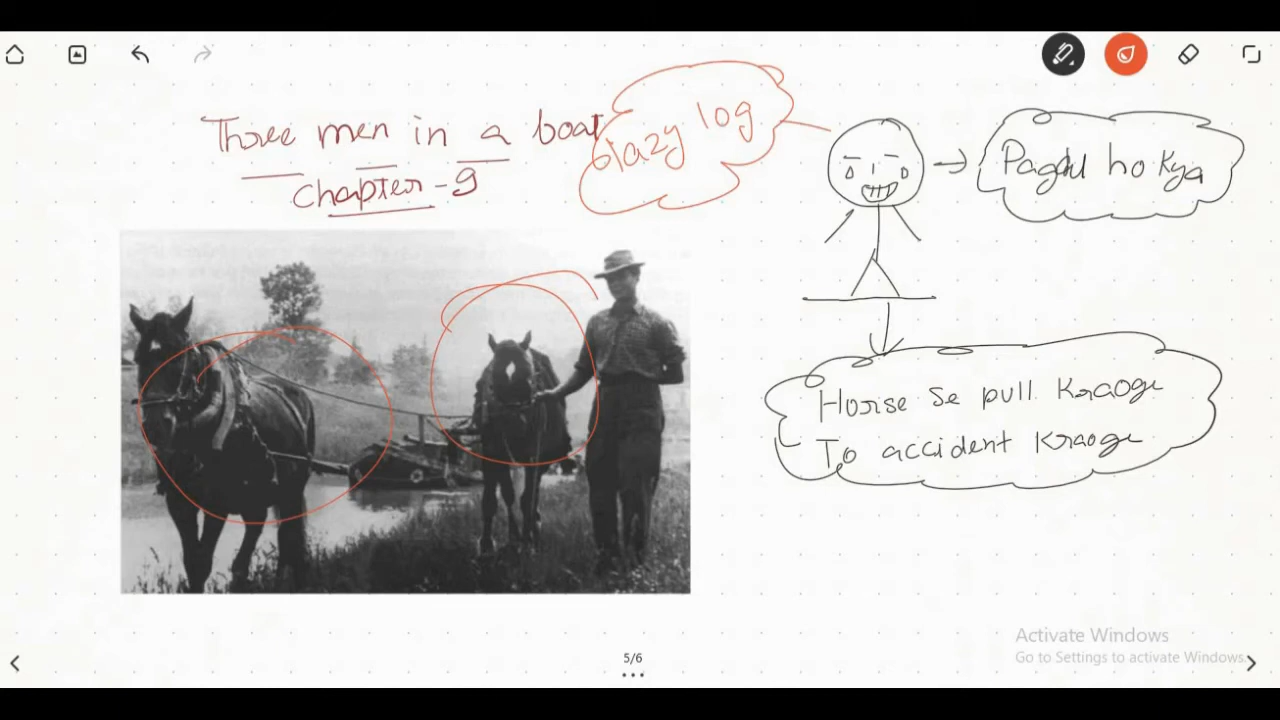 Three men in a boat
Chapter-9
lazy log
Pagal ho kya
Horse se pull kraoge
To accident kraoge
5/6
Activate Windows
Go to Settings to activate Windows.